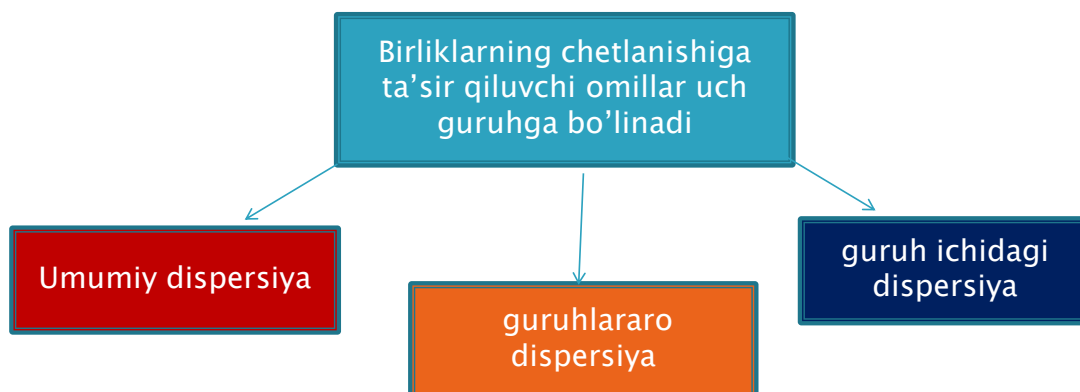 Birliklarning chetlanishiga
ta’sir qiluvchi omillar uch
guruhga bo’linadi
Umumiy dispersiya
guruhlararo
dispersiya
guruh ichidagi
dispersiya